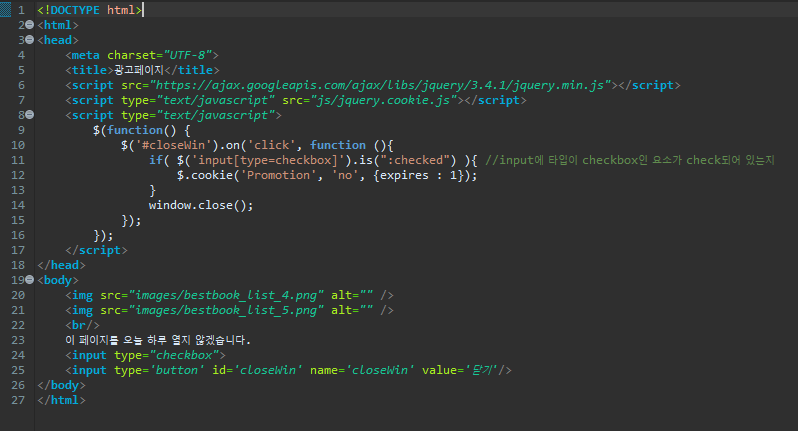 1 <!DOCTYPE html>
2 <html>
3 <head>
4 <meta charset="UTF-8">
5 <title>광고페이지</title>
6 <script src="https://ajax.googleapis.com/ajax/libs/jquery/3.4.1/jquery.min.js"></script>
7 <script type="text/javascript" src="js/jquery.cookie.js"></script>
8 <script type="text/javascript">
9 $(function() {
10 $('#closeWin').on('click', function (){
11 if( $('input[type=checkbox]').is(":checked") ){ //input에 타입이 checkbox인 요소가 check되어 있는지
12 $.cookie('Promotion', 'no', {expires : 1});
13 }
14 window.close();
15 });
16 });
17 </script>
18 </head>
19 <body>
20 <img src="images/bestbook_list_4.png" alt="" />
21 <img src="images/bestbook_list_5.png" alt="" />
22 <br/>
23 이 페이지를 오늘 하루 열지 않겠습니다.
24 <input type="checkbox">
25 <input type='button' id='closeWin' name='closeWin' value='닫기'/>
26 </body>
27 </html>